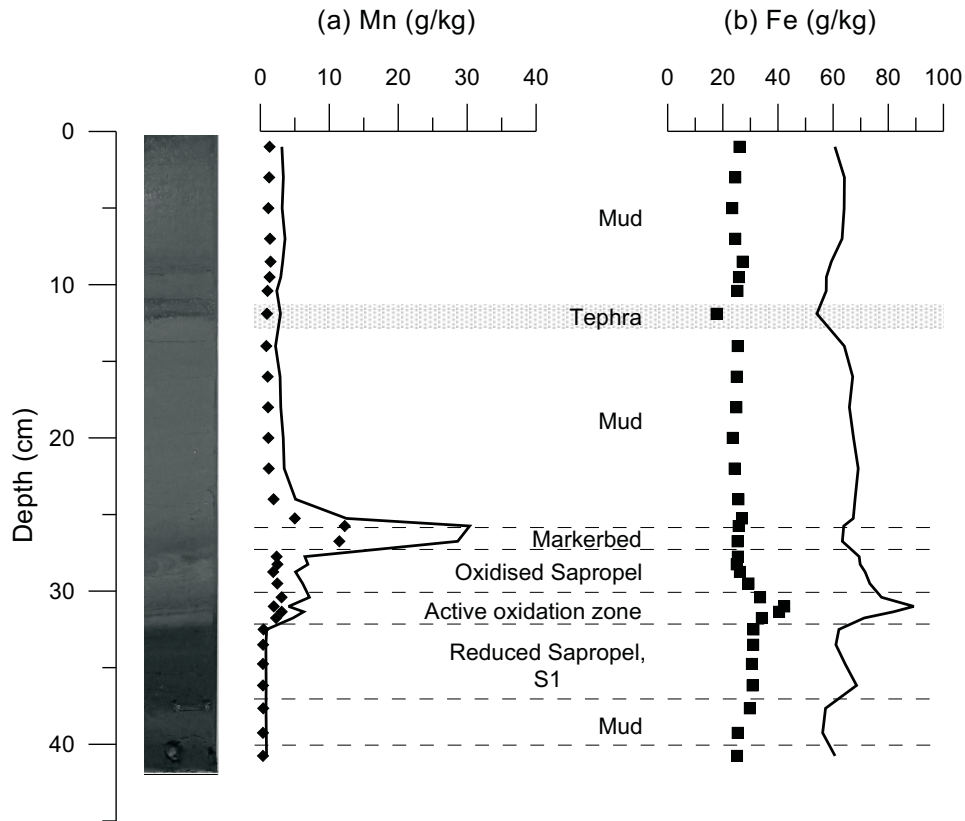 (a) Mn (g/kg)
(b) Fe (g/kg)
0 10 20 30 40
0 20 40 60 80 100
Depth (cm)
0
10
20
30
40
Mud
Tephra
Mud
Markerbed
Oxidised Sapropel
Active oxidation zone
Reduced Sapropel,
S1
Mud